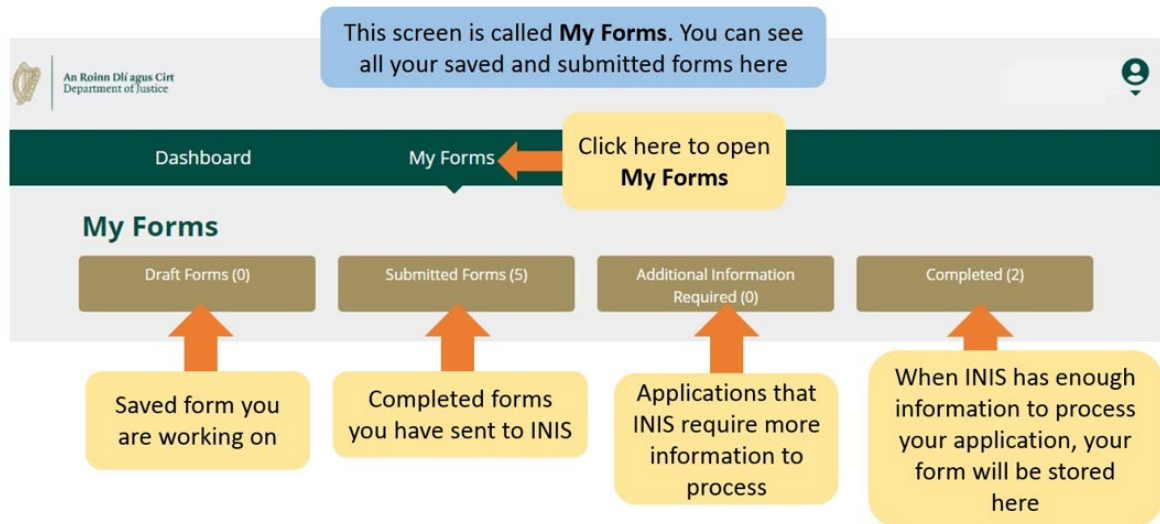 This screen is called My Forms. You can see
all your saved and submitted forms here
An Roinn Dlí agus Cirt
Department of Justice
Dashboard
My Forms
Click here to open
My Forms
My Forms
Draft Forms (0)
Submitted Forms (5)
Additional Information
Required (0)
Completed (2)
Saved form you
are working on
Completed forms
you have sent to INIS
Applications that
INIS require more
information to
process
When INIS has enough
information to process
your application, your
form will be stored
here